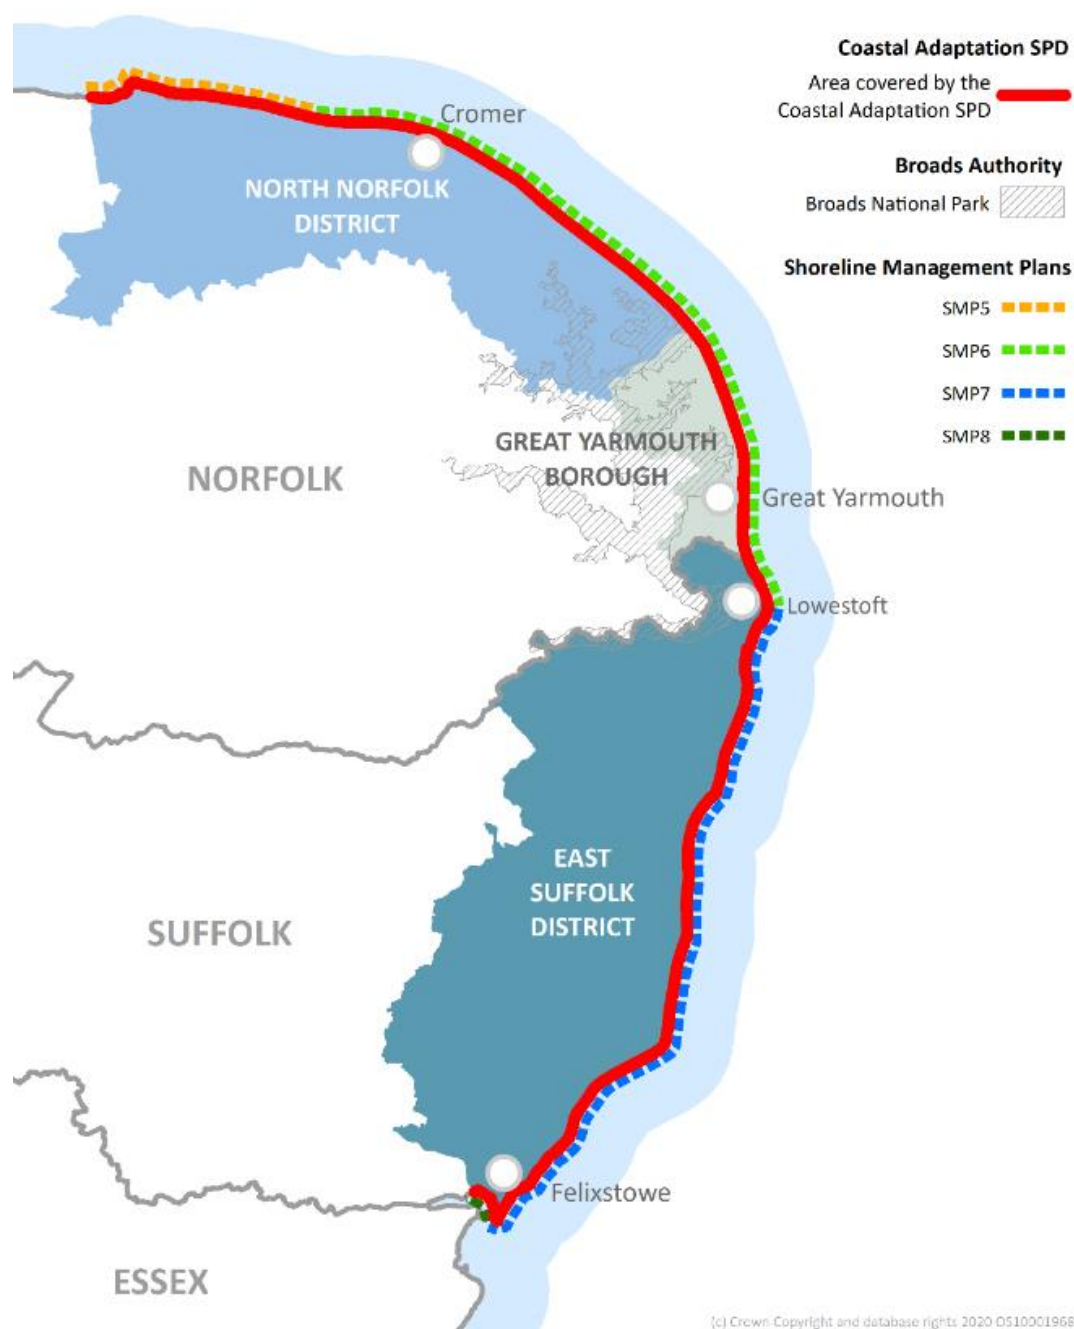 Coastal Adaptation SPD
Area covered by the
Coastal Adaptation SPD
Broads Authority
Broads National Park
Shoreline Management Plans
SMP5
SMP6
SMP7
SMP8
Cromer
NORTH NORFOLK
DISTRICT
GREAT YARMOUTH
BOROUGH
NORFOLK
Great Yarmouth
Lowestoft
EAST
SUFFOLK
DISTRICT
SUFFOLK
Felixstowe
ESSEX
(c) Crown Copyright and database rights 2020 OS10001968